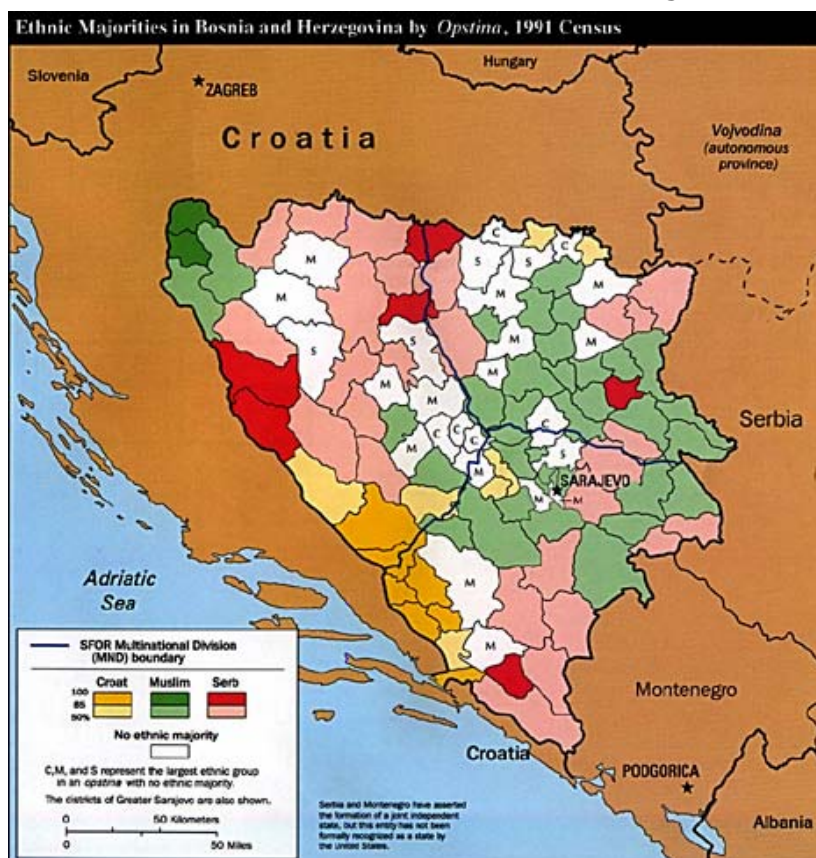 Ethnic Majorities in Bosnia and Herzegovina by Opstina, 1991 Census
Slovenia
Hungary
ZAGREB
Croatia
Vojvodina
(autonomous
province)
C
C
M
S
S
M
M
M
M
S
S
M
M
M
M
C
M
C
C
C
S
Serbia
M
SARAJEVO
M
M
Adriatic
Sea
M
M
Montenegro
Croatia
PODGORICA
Albania
SFOR Multinational Division
(MND) boundary
Croat Muslim Serb
100
85
50%
No ethnic majority
C,M, and S represent the largest ethnic group
in an opstina with no ethnic majority.
The districts of Greater Sarajevo are also shown.
0 50 Kilometers
0 50 Miles
Serbia and Montenegro have asserted
the formation of a joint independent
state, but this entity has not been
formally recognized as a state by
the United States.